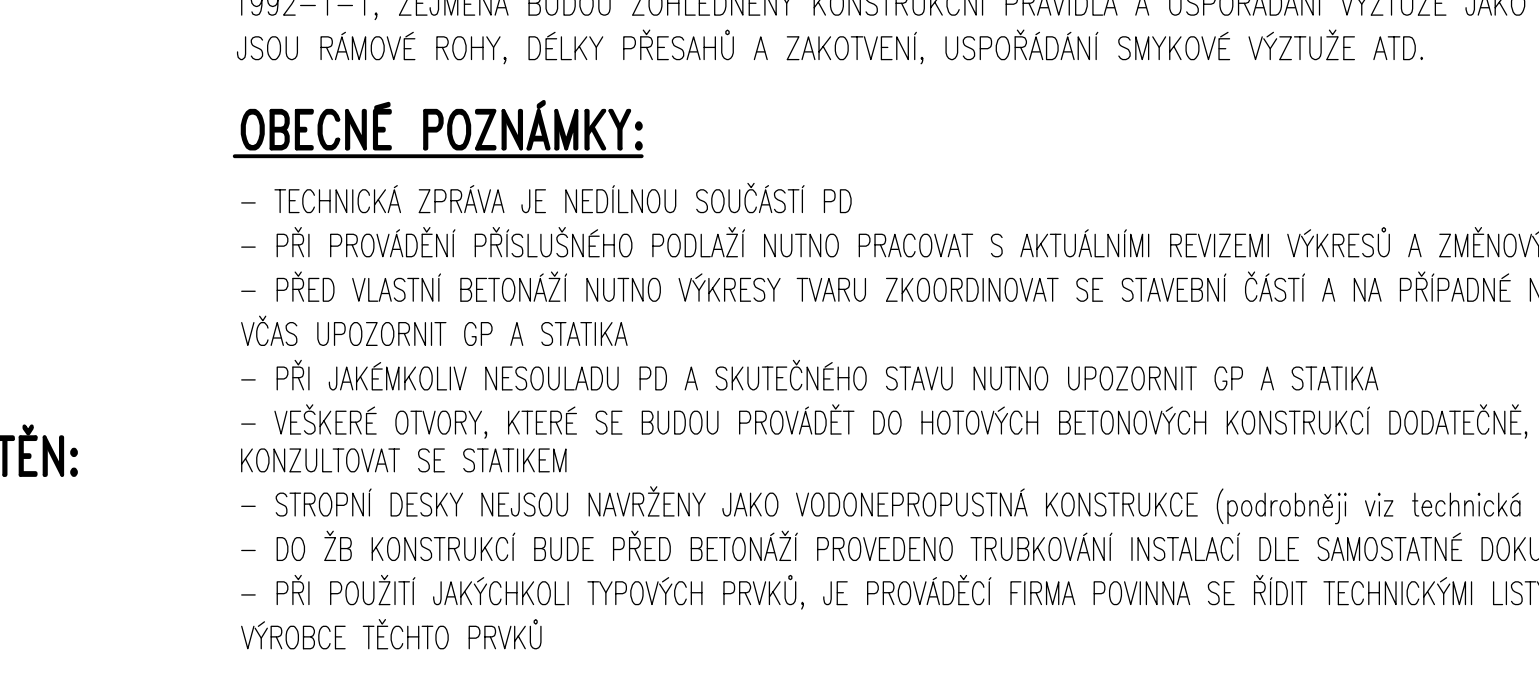 1992-1-1, ZEJMÉNA BUDOU ZOHLEDNĚNY KONSTRUKČNÍ PRAVIDLA A USPOŘÁDÁNÍ VÝZTUŽE JAKO
JSOU RÁMOVÉ ROHY, DÉLKY PŘESAHŮ A ZAKOTVENÍ, USPOŘÁDÁNÍ SMYKOVÉ VÝZTUŽE ATD.
OBECNÉ POZNÁMKY:
- TECHNICKÁ ZPRÁVA JE NEDÍLNOU SOUČÁSTÍ PD
- PŘI PROVÁDĚNÍ PŘÍSLUŠNÉHO PODLAŽÍ NUTNO PRACOVAT S AKTUÁLNÍMI REVIZEMI VÝKRESŮ A ZMĚNOVÝ
- PŘED VLASTNÍ BETONÁŽÍ NUTNO VÝKRESY TVARU ZKOORDINOVAT SE STAVEBNÍ ČÁSTÍ A NA PŘÍPADNÉ N
VČAS UPOZORNIT GP A STATIKA
- PŘI JAKÉMKOLIV NESOULADU PD A SKUTEČNÉHO STAVU NUTNO UPOZORNIT GP A STATIKA
- VEŠKERÉ OTVORY, KTERÉ SE BUDOU PROVÁDĚT DO HOTOVÝCH BETONOVÝCH KONSTRUKCÍ DODATEČNĚ,
TĚN:
KONZULTOVAT SE STATIKEM
- STROPNÍ DESKY NEJSOU NAVRŽENY JAKO VODONEPROPUSTNÁ KONSTRUKCE (podrobněji viz technická
- DO ŽB KONSTRUKCÍ BUDE PŘED BETONÁŽÍ PROVEDENO TRUBKOVÁNÍ INSTALACÍ DLE SAMOSTATNÉ DOKU
- PŘI POUŽITÍ JAKÝCHKOLI TYPOVÝCH PRVKŮ, JE PROVÁDĚCÍ FIRMA POVINNA SE ŘÍDIT TECHNICKÝMI LISTY
VÝROBCE TĚCHTO PRVKŮ